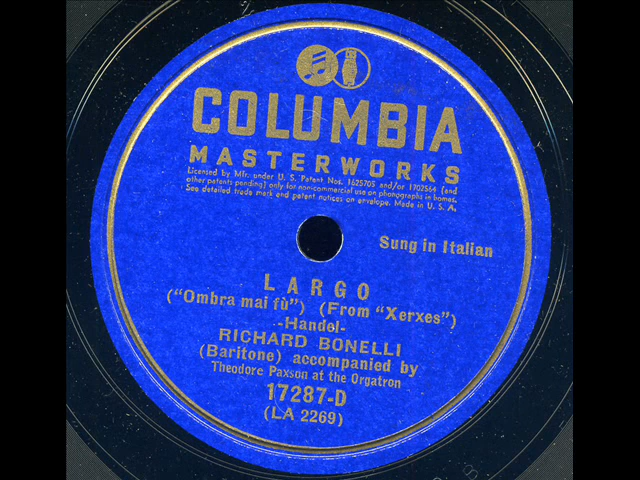 COLUMBIA
MASTERWORKS
Licensed by Mfr. under U. S. Patent Nos. 1625705 and/or 1702564 (and
other patents pending) only for non-commercial use on phonographs in homes.
See detailed trade mark and patent notices on envelope. Made in U. S. A.
Sung in Italian
LARGO
("Ombra mai fù") (From "Xerxes")
-Handel-
RICHARD BONELLI
(Baritone) accompanied by
Theodore Paxson at the Orgatron
17287-D
(LA 2269)